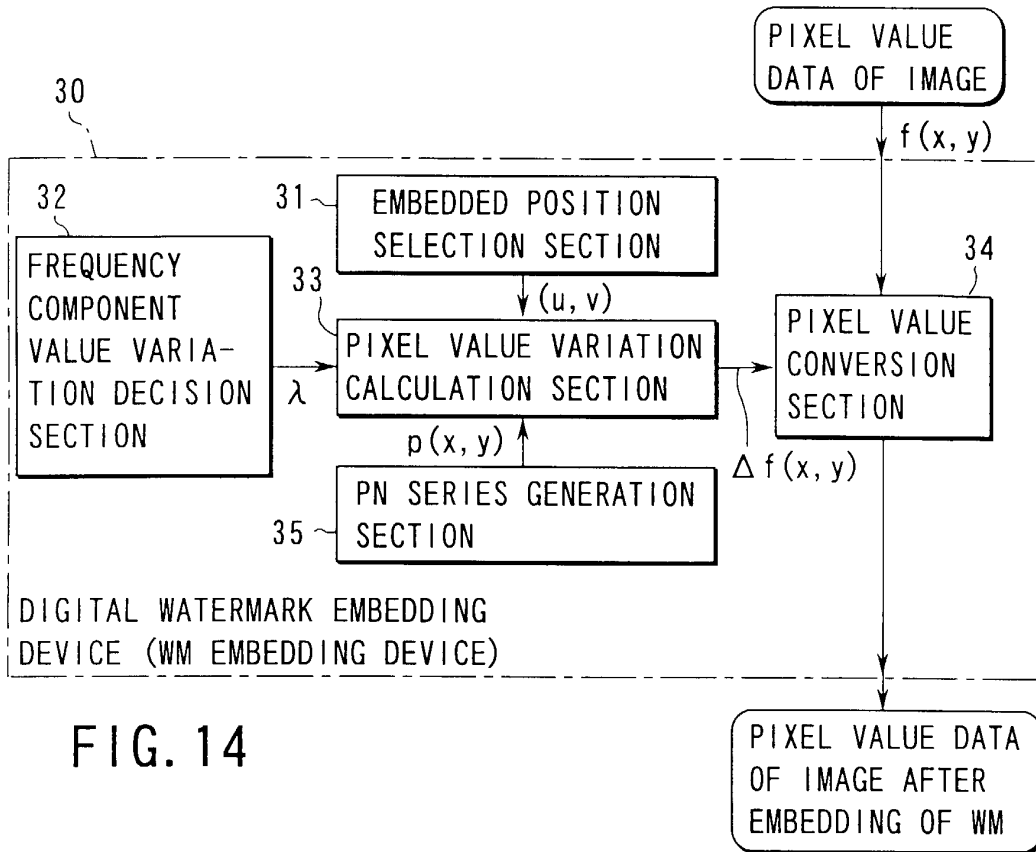 PIXEL VALUE
DATA OF IMAGE
30
f(x, y)
32
FREQUENCY
COMPONENT
VALUE VARIA-
TION DECISION
SECTION
31
EMBEDDED POSITION
SELECTION SECTION
(u, v)
λ
33
PIXEL VALUE VARIATION
CALCULATION SECTION
p(x, y)
Δ f(x, y)
34
PIXEL VALUE
CONVERSION
SECTION
35
PN SERIES GENERATION
SECTION
DIGITAL WATERMARK EMBEDDING
DEVICE (WM EMBEDDING DEVICE)
FIG. 14
PIXEL VALUE DATA
OF IMAGE AFTER
EMBEDDING OF WM